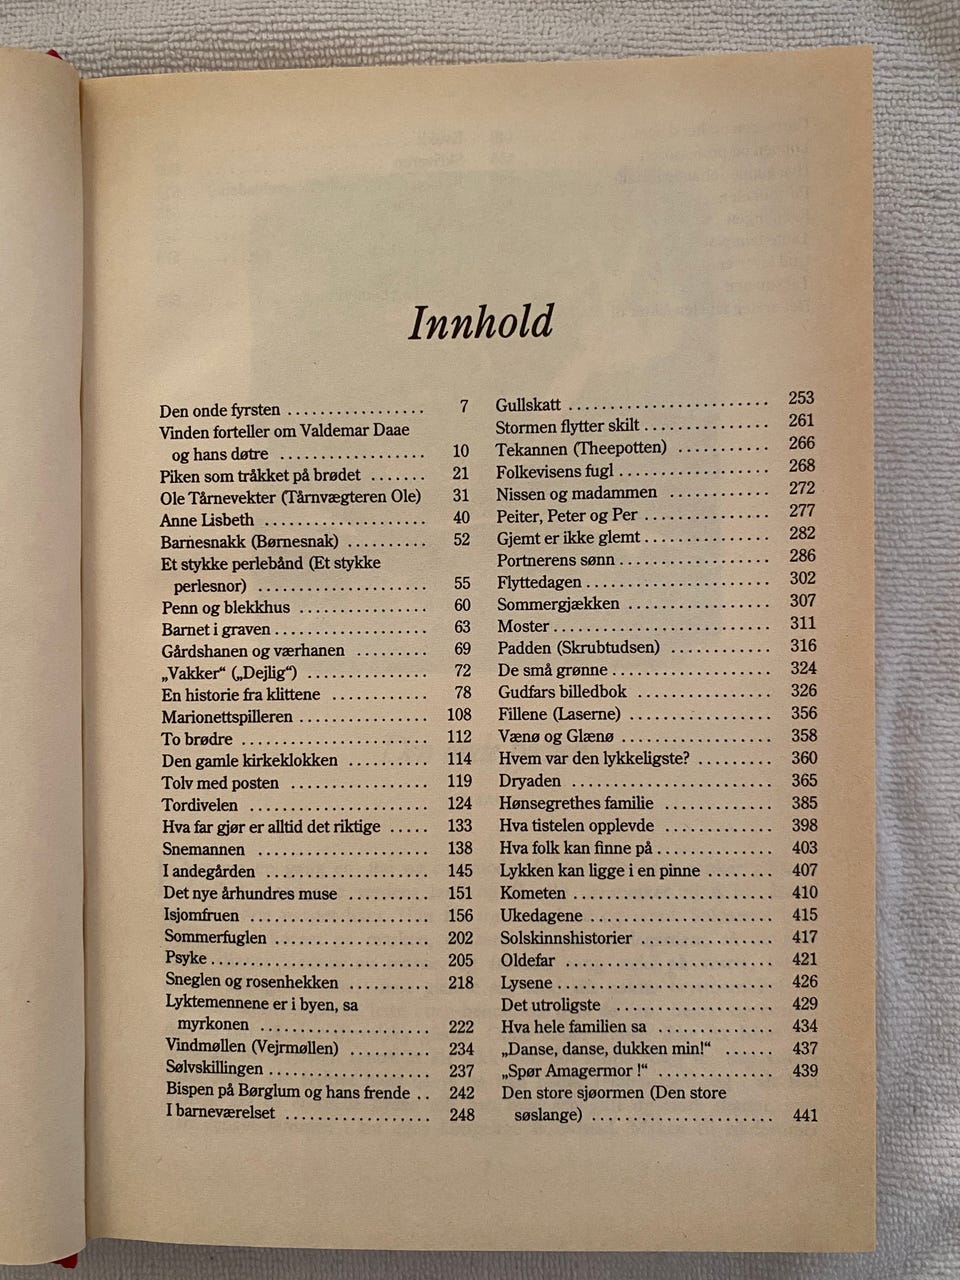 Innhold
Den onde fyrsten ................. 7
Vinden forteller om Valdemar Daae
og hans døtre .................. 10
Piken som tråkket på brødet ....... 21
Ole Tårnevekter (Tårnvægteren Ole) 31
Anne Lisbeth .................... 40
Barnesnakk (Børnesnak) .......... 52
Et stykke perlebånd (Et stykke
perlesnor) ..................... 55
Penn og blekkhus ................ 60
Barnet i graven ................... 63
Gårdshanen og værhanen ......... 69
„Vakker“ („Dejlig“) ............... 72
En historie fra klittene ............ 78
Marionettspilleren ................ 108
To brødre ....................... 112
Den gamle kirkeklokken .......... 114
Tolv med posten ................. 119
Tordivelen ...................... 124
Hva far gjør er alltid det riktige ..... 133
Snemannen ..................... 138
I andegården .................... 145
Det nye århundres muse .......... 151
Isjomfruen ...................... 156
Sommerfuglen ................... 202
Psyke ........................... 205
Sneglen og rosenhekken .......... 218
Lyktemennene er i byen, sa
myrkonen ..................... 222
Vindmøllen (Vejrmøllen) .......... 234
Sølvskillingen .................... 237
Bispen på Børglum og hans frende .. 242
I barneværelset .................. 248
Gullskatt ......................... 253
Stormen flytter skilt ................ 261
Tekannen (Theepotten) ........... 266
Folkevisens fugl ................... 268
Nissen og madammen ............ 272
Peiter, Peter og Per ................ 277
Gjemt er ikke glemt ................ 282
Portnerens sønn ................... 286
Flyttedagen ....................... 302
Sommergjækken .................. 307
Moster ........................... 311
Padden (Skrubtudsen) ............ 316
De små grønne .................... 324
Gudfars billedbok ................. 326
Fillene (Laserne) .................. 356
Vænø og Glænø ................... 358
Hvem var den lykkeligste? ......... 360
Dryaden ......................... 365
Hønsegrethes familie ............. 385
Hva tistelen opplevde ............. 398
Hva folk kan finne på .............. 403
Lykken kan ligge i en pinne ........ 407
Kometen ......................... 410
Ukedagene ....................... 415
Solskinnshistorier ................ 417
Oldefar .......................... 421
Lysene ........................... 426
Det utroligste ................... 429
Hva hele familien sa .............. 434
„Danse, danse, dukken min!“ ...... 437
„Spør Amagermor !“ .............. 439
Den store sjøormen (Den store
søslange) ...................... 441